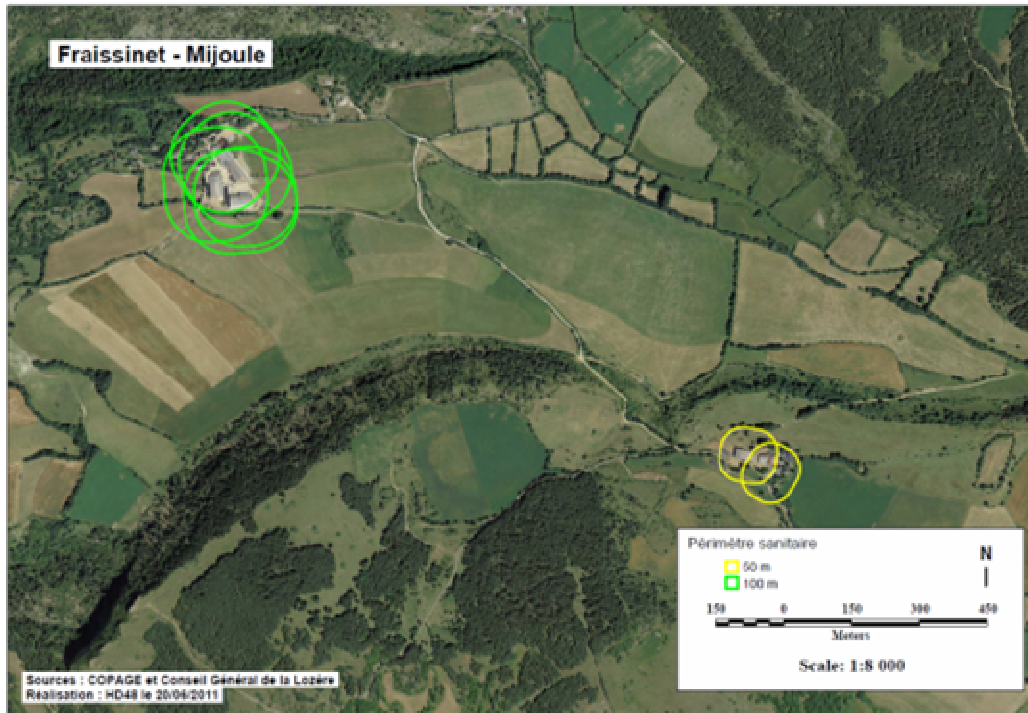 Fraissinet - Mijoule
Périmètre sanitaire
50 m
100 m
N
150 0 150 300 450
Meters
Scale: 1:8 000
Sources : COPAGE et Conseil Général de la Lozère
Réalisation : HD48 le 20/06/2011